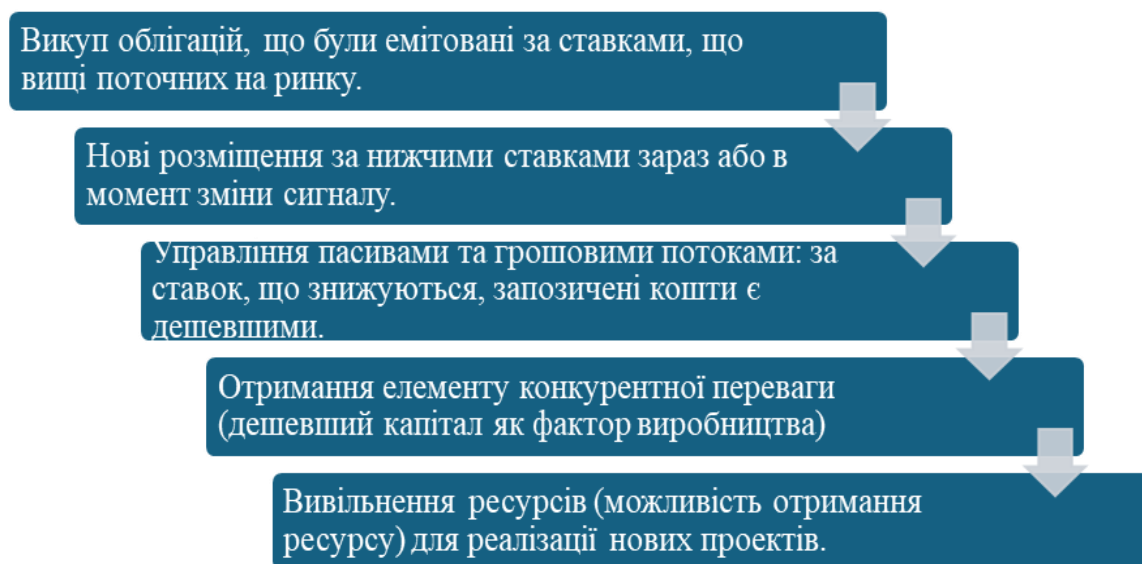 Викуп облігацій, що були емітовані за ставками, що
вищі поточних на ринку.
Нові розміщення за нижчими ставками зараз або в
момент зміни сигналу.
Управління пасивами та грошовими потоками: за
ставок, що знижуються, запозичені кошти є
дешевшими.
Отримання елементу конкурентної переваги
(дешевший капітал як фактор виробництва)
Вивільнення ресурсів (можливість отримання
ресурсу) для реалізації нових проектів.